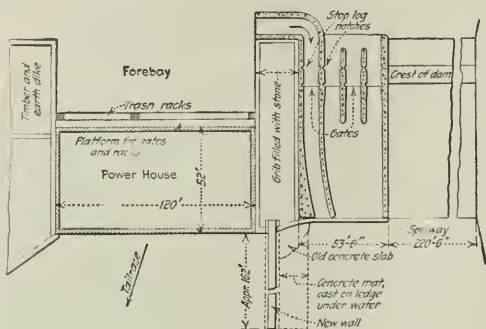 Timber and
earth dike
Forebay
Trash racks
Platform for gates
and racks
Power House
120'
52'
Tailrace
Appr. 162'
Crib filled with stone
Stop log
notches
Gates
Crest of dam
Spillway
53'-6"
220'-6"
Old concrete slab
Concrete mat,
cast on ledge
under water
New wall